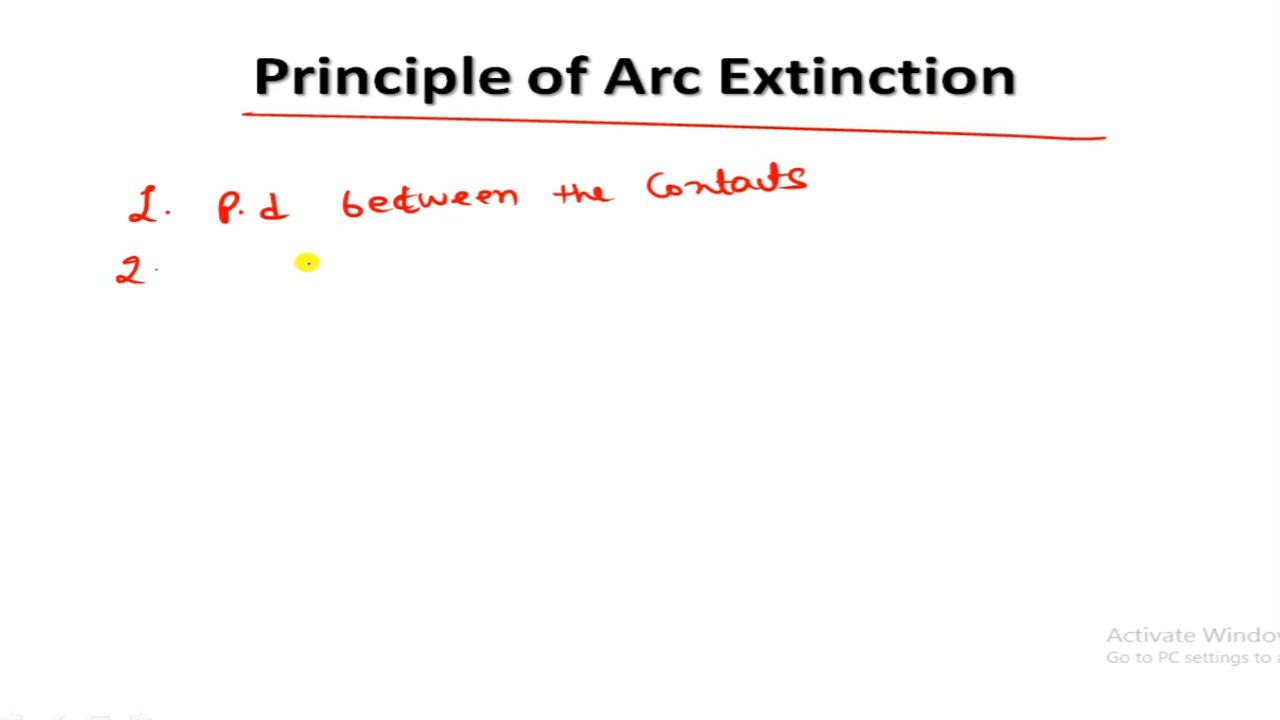 Principle of Arc Extinction
1. P.d between the Contacts
2.
Activate Windo
Go to PC settings to a